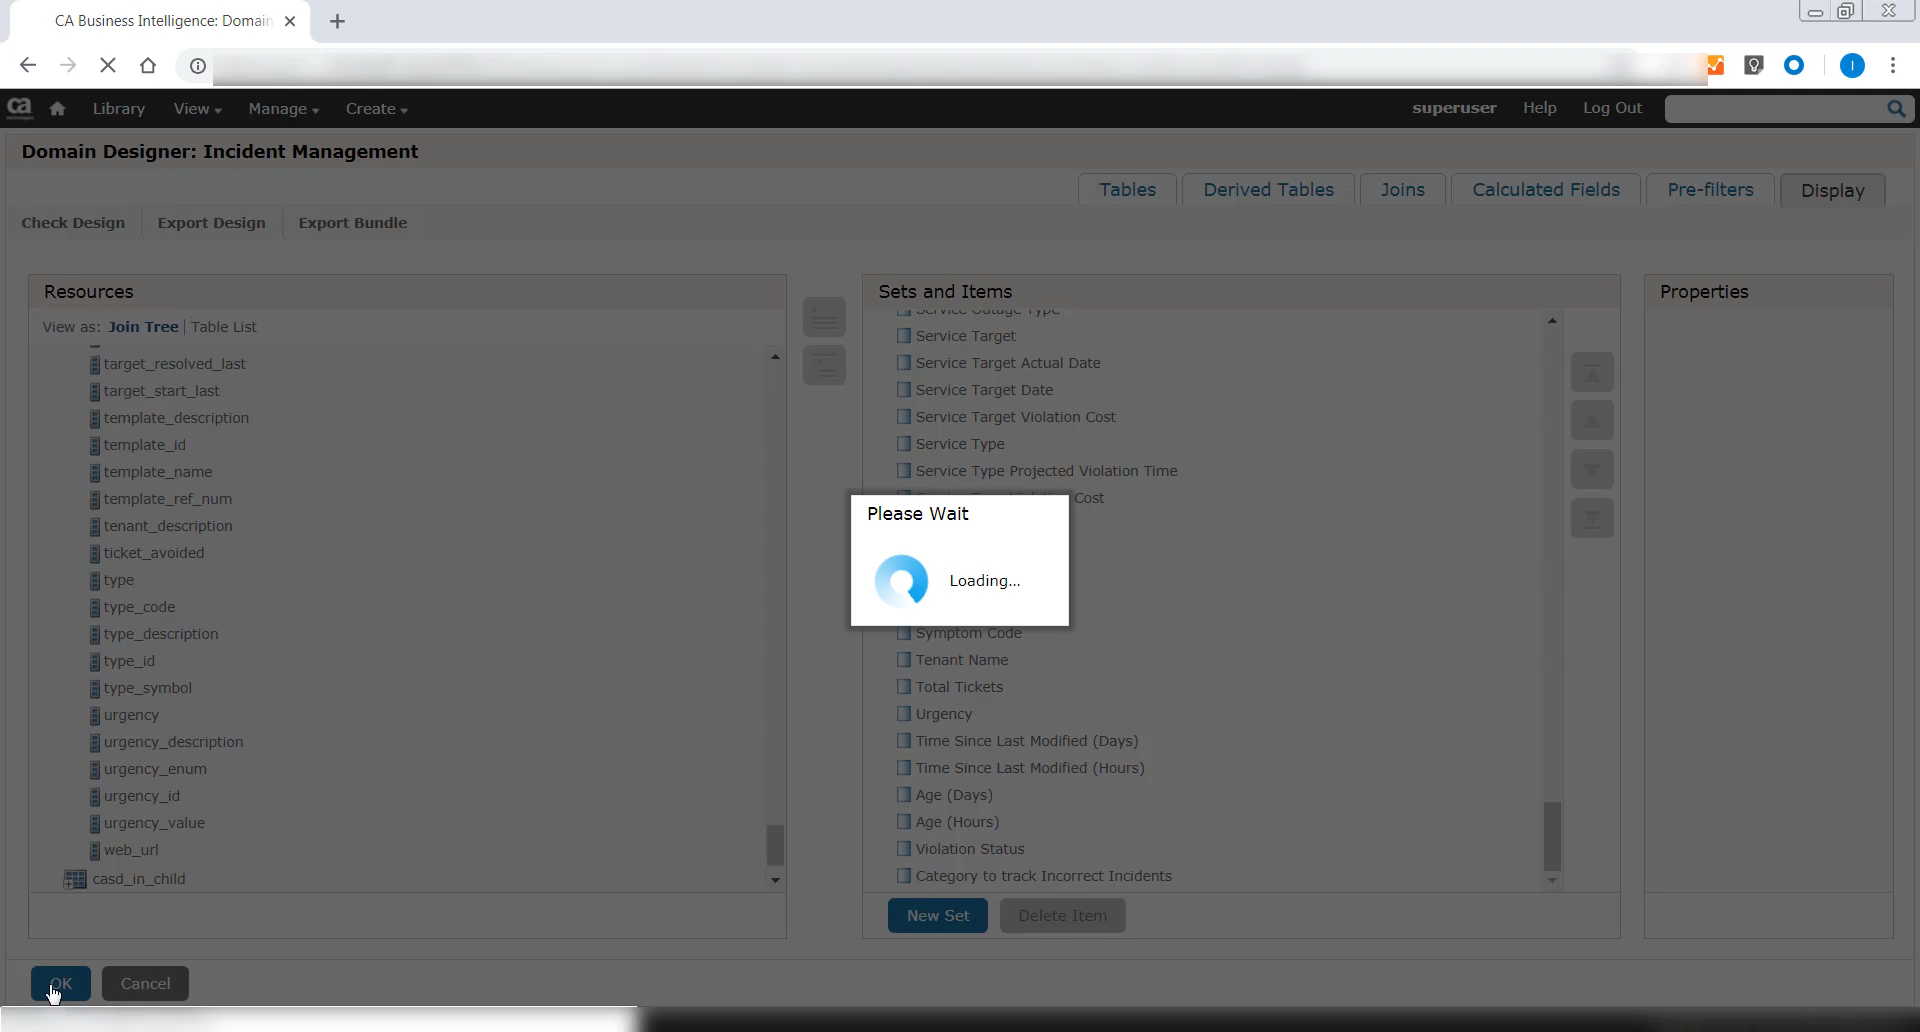 CA Business Intelligence: Domain
ca
technologies
Library View Manage Create
superuser Help Log Out
Domain Designer: Incident Management
Tables Derived Tables Joins Calculated Fields Pre-filters Display
Check Design Export Design Export Bundle
Resources
View as: Join Tree | Table List
target_resolved_last
target_start_last
template_description
template_id
template_name
template_ref_num
tenant_description
ticket_avoided
type
type_code
type_description
type_id
type_symbol
urgency
urgency_description
urgency_enum
urgency_id
urgency_value
web_url
casd_in_child
Sets and Items
Service Outage Type
Service Target
Service Target Actual Date
Service Target Date
Service Target Violation Cost
Service Type
Service Type Projected Violation Time
Cost
Please Wait
Loading...
Symptom Code
Tenant Name
Total Tickets
Urgency
Time Since Last Modified (Days)
Time Since Last Modified (Hours)
Age (Days)
Age (Hours)
Violation Status
Category to track Incorrect Incidents
New Set Delete Item
Properties
OK Cancel